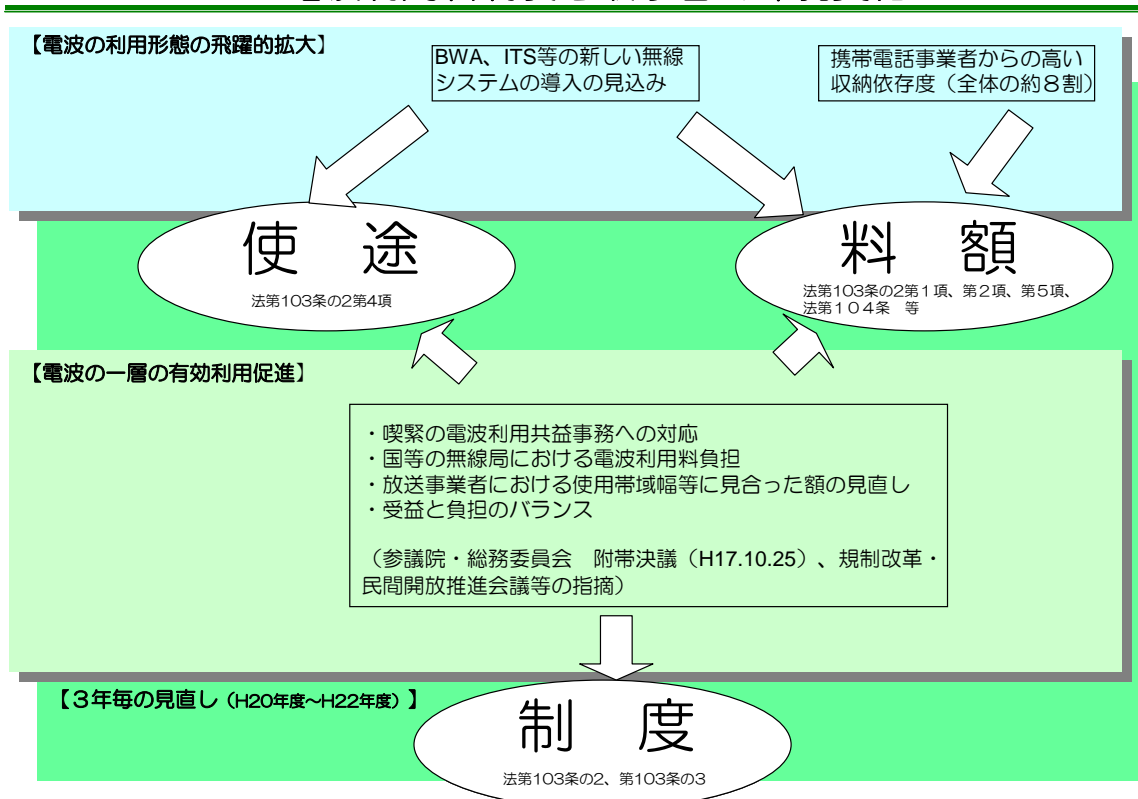 【電波の利用形態の飛躍的拡大】
BWA、ITS等の新しい無線
システムの導入の見込み
携帯電話事業者からの高い
収納依存度（全体の約８割）
使　途
法第103条の2第4項
料　額
法第103条の2第１項、第２項、第５項、
法第１０４条　等
【電波の一層の有効利用促進】
・喫緊の電波利用共益事務への対応
・国等の無線局における電波利用料負担
・放送事業者における使用帯域幅等に見合った額の見直し
・受益と負担のバランス
（参議院・総務委員会　附帯決議（H17.10.25）、規制改革・
民間開放推進会議等の指摘）
【３年毎の見直し（H20年度～H22年度）】
制　度
法第103条の2、第103条の3